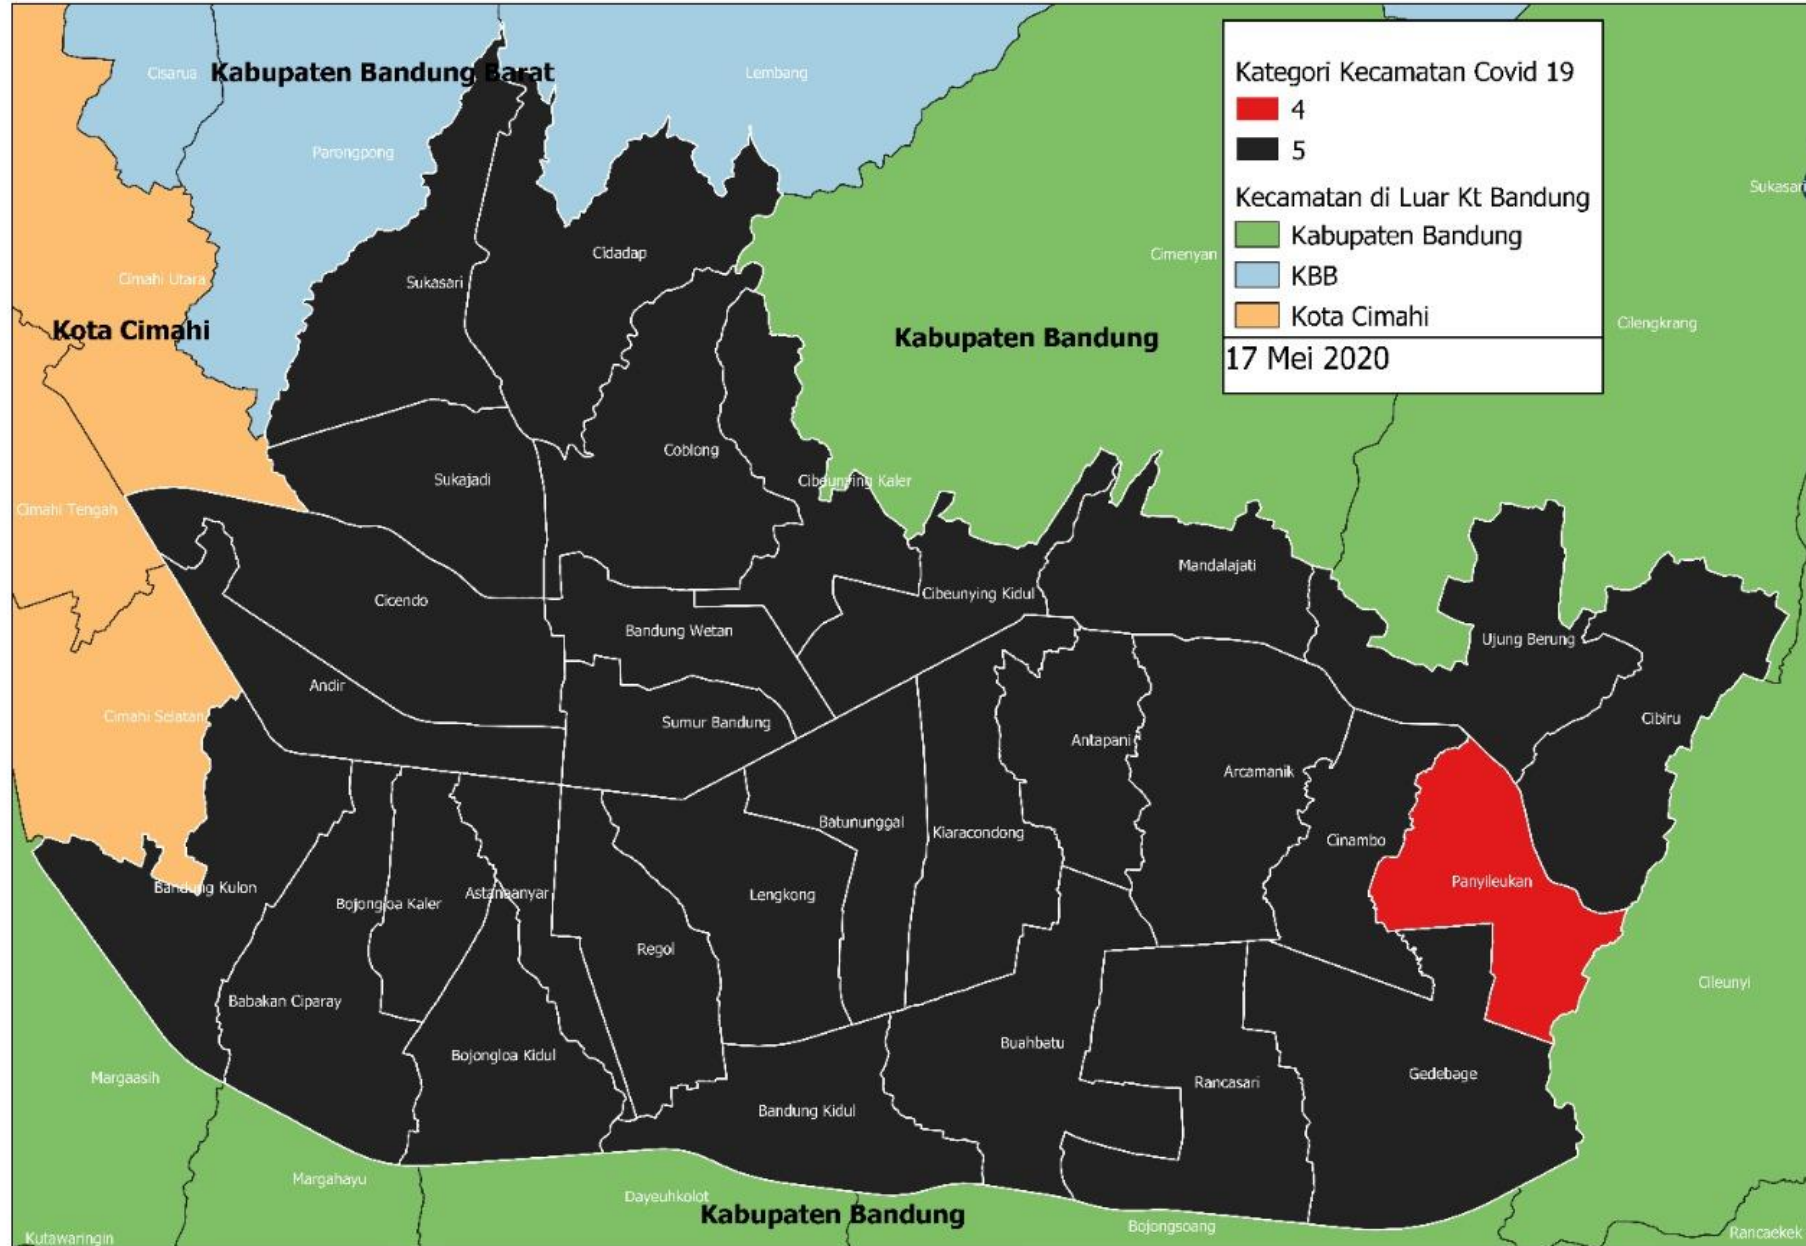 Cisarua
Kabupaten Bandung Barat
Lembang
Parongpong
Kategori Kecamatan Covid 19
4
5
Kecamatan di Luar Kt Bandung
Kabupaten Bandung
KBB
Kota Cimahi
17 Mei 2020
Sukasari
Cimenyan
Cilengkrang
Cimahi Utara
Kota Cimahi
Sukasari
Cidadap
Kabupaten Bandung
Coblong
Sukajadi
Cibeunying Kaler
Cimahi Tengah
Mandalajati
Cibeunying Kidul
Cicendo
Bandung Wetan
Ujung Berung
Andir
Cimahi Selatan
Sumur Bandung
Cibiru
Antapani
Arcamanik
Batununggal
Kiaracondong
Cinambo
Panyileukan
Bandung Kulon
Bojongloa Kaler
Astanaanyar
Lengkong
Regol
Cileunyi
Babakan Ciparay
Bojongloa Kidul
Buahbatu
Rancasari
Gedebage
Margaasih
Bandung Kidul
Margahayu
Dayeuhkolot
Kabupaten Bandung
Bojongsoang
Kutawaringin
Rancaekek